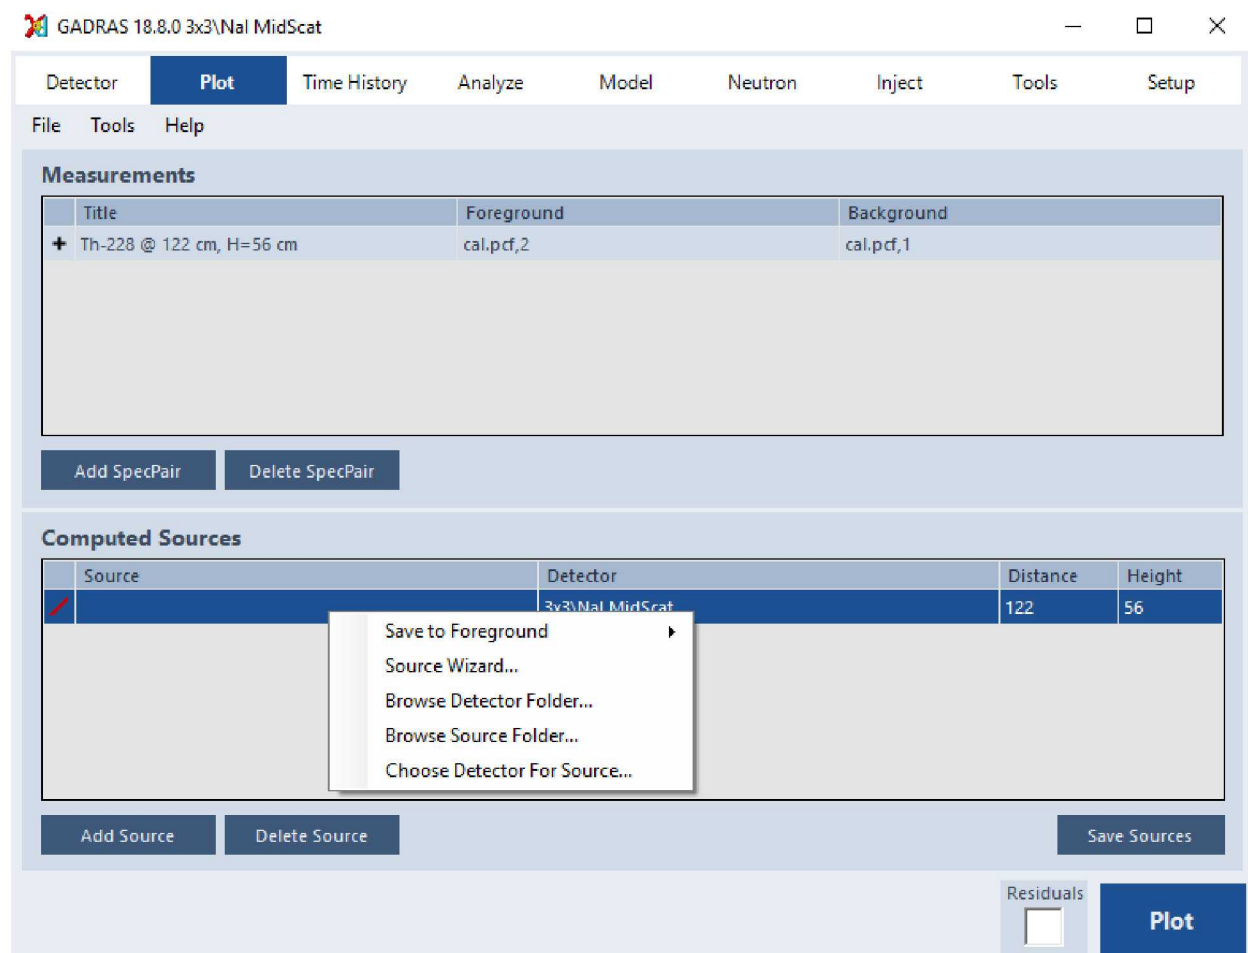 GADRAS 18.8.0 3x3\NaI MidScat
Detector Plot Time History Analyze Model Neutron Inject Tools Setup
File Tools Help
Measurements
Title Foreground Background
Th-228 @ 122 cm, H=56 cm cal.pcf,2 cal.pcf,1
Add SpecPair Delete SpecPair
Computed Sources
Source Detector Distance Height
3x3\NaI MidScat 122 56
Save to Foreground
Source Wizard...
Browse Detector Folder...
Browse Source Folder...
Choose Detector For Source...
Add Source Delete Source Save Sources
Residuals
Plot